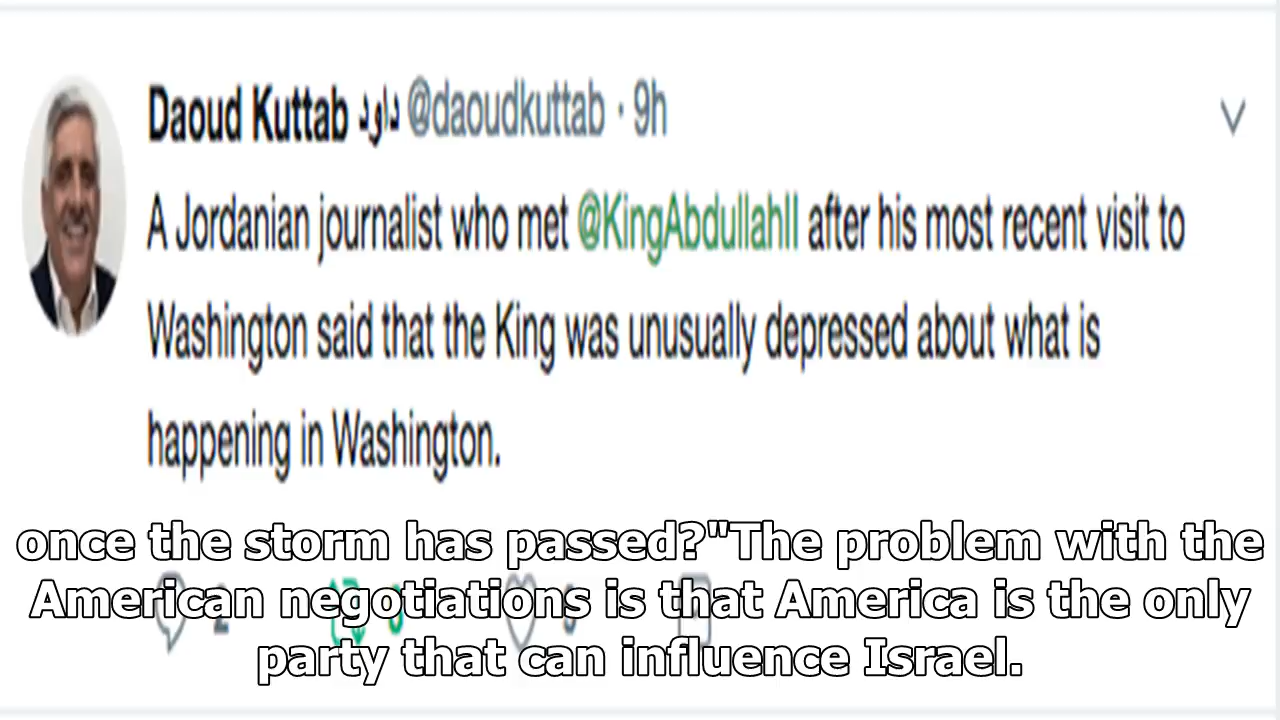 Daoud Kuttab داود @daoudkuttab · 9h
A Jordanian journalist who met @KingAbdullahII after his most recent visit to
Washington said that the King was unusually depressed about what is
happening in Washington.
once the storm has passed?"The problem with the
American negotiations is that America is the only
party that can influence Israel.